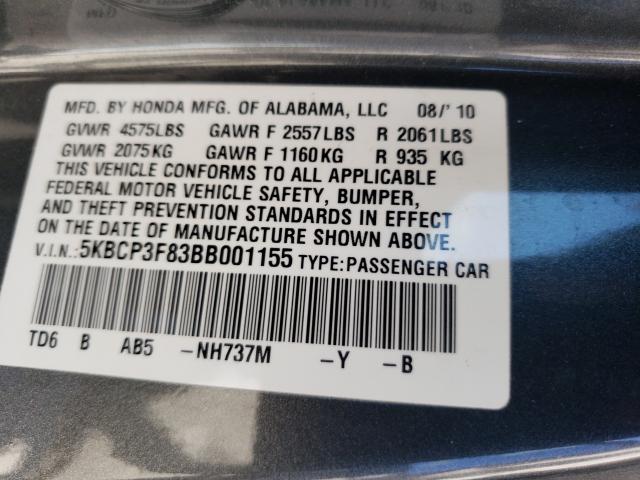 MFD. BY HONDA MFG. OF ALABAMA, LLC 08/' 10
GVWR 4575LBS GAWR F 2557LBS R 2061LBS
GVWR 2075KG GAWR F 1160KG R 935 KG
THIS VEHICLE CONFORMS TO ALL APPLICABLE
FEDERAL MOTOR VEHICLE SAFETY, BUMPER,
AND THEFT PREVENTION STANDARDS IN EFFECT
ON THE DATE OF MANUFACTURE SHOWN ABOVE.
V.I.N.:5KBCP3F83BB001155 TYPE:PASSENGER CAR
TD6 B AB5 -NH737M -Y -B